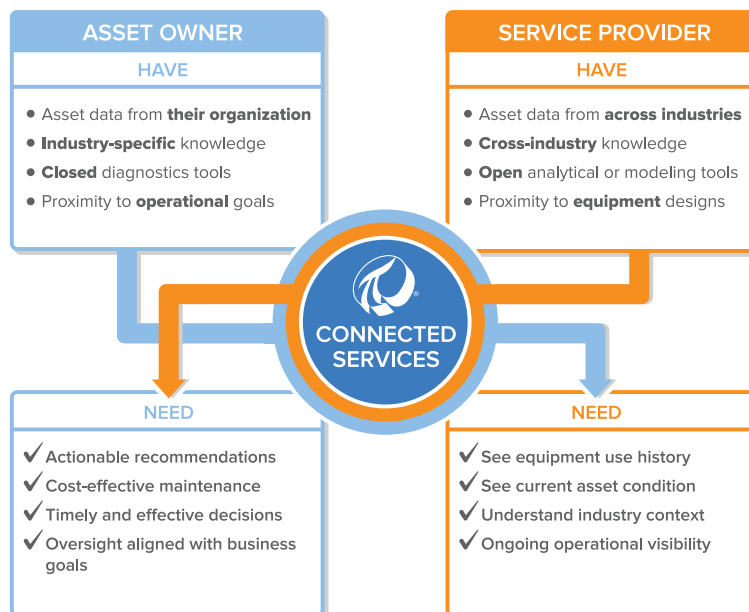 ASSET OWNER
HAVE
• Asset data from their organization
• Industry-specific knowledge
• Closed diagnostics tools
• Proximity to operational goals
SERVICE PROVIDER
HAVE
• Asset data from across industries
• Cross-industry knowledge
• Open analytical or modeling tools
• Proximity to equipment designs
®
CONNECTED
SERVICES
NEED
✓ Actionable recommendations
✓ Cost-effective maintenance
✓ Timely and effective decisions
✓ Oversight aligned with business
goals
NEED
✓ See equipment use history
✓ See current asset condition
✓ Understand industry context
✓ Ongoing operational visibility